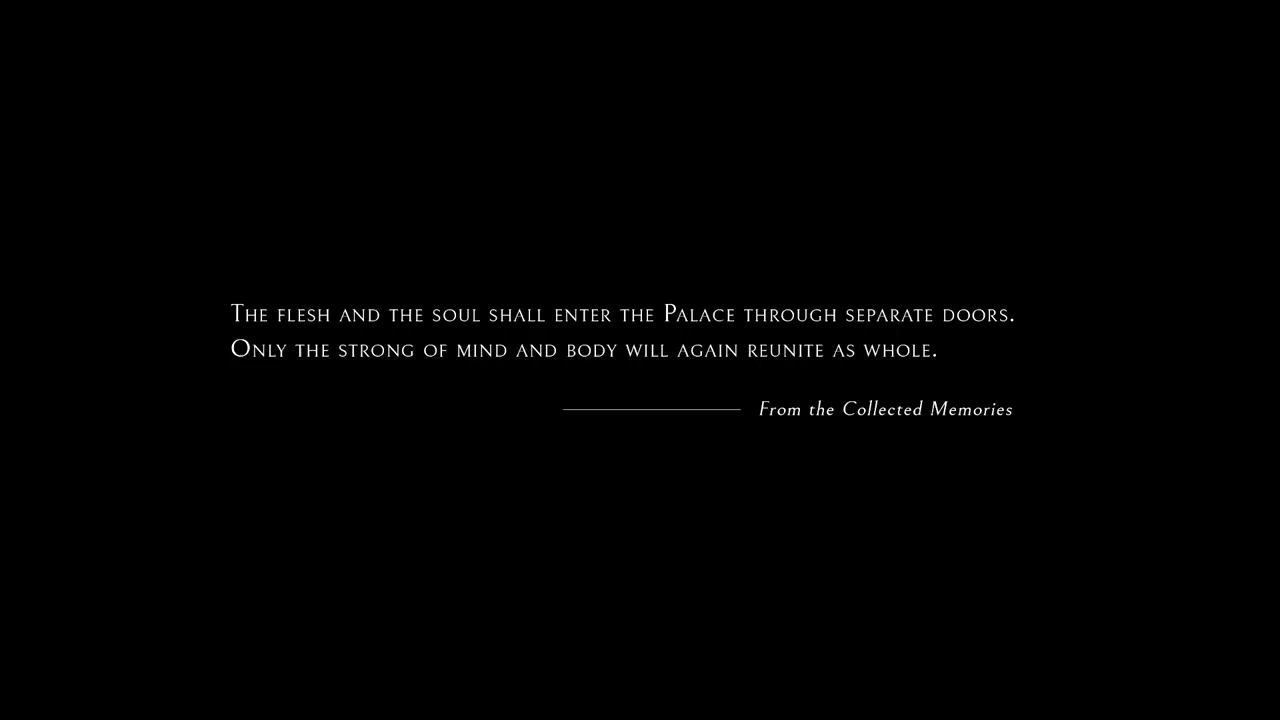 The flesh and the soul shall enter the Palace through separate doors.
Only the strong of mind and body will again reunite as whole.
From the Collected Memories